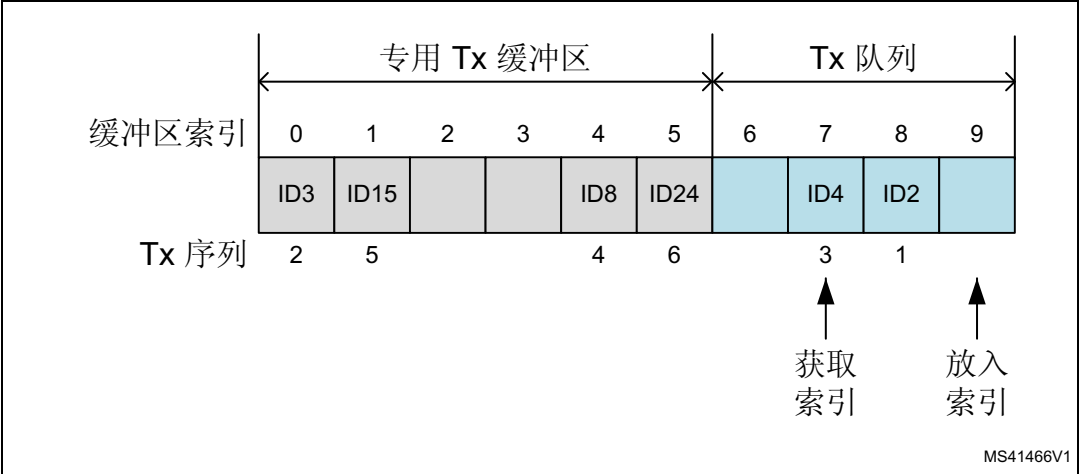 专用 Tx 缓冲区 Tx 队列
缓冲区索引 0 1 2 3 4 5 6 7 8 9
ID3 ID15 ID8 ID24 ID4 ID2
Tx 序列 2 5 4 6 3 1
获取 放入
索引 索引
MS41466V1